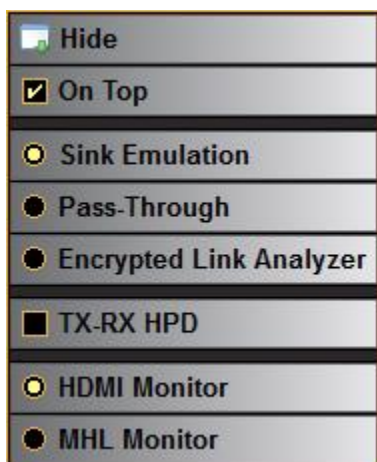 Hide
On Top
Sink Emulation
Pass-Through
Encrypted Link Analyzer
TX-RX HPD
HDMI Monitor
MHL Monitor